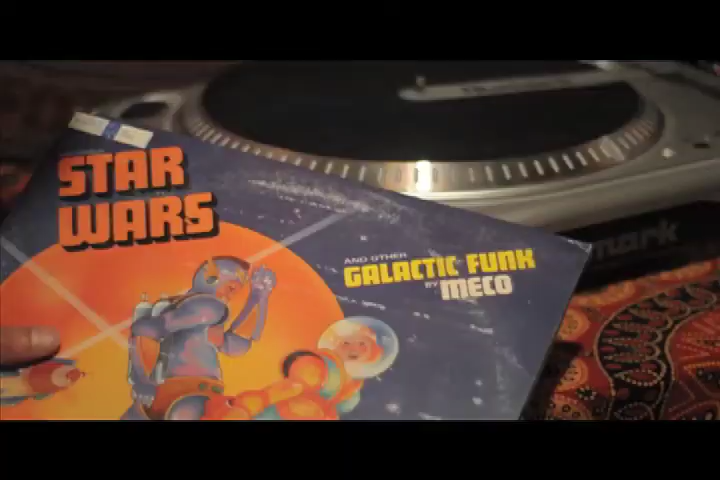 STAR
WARS
AND OTHER
GALACTIC FUNK
BY MECO
mark